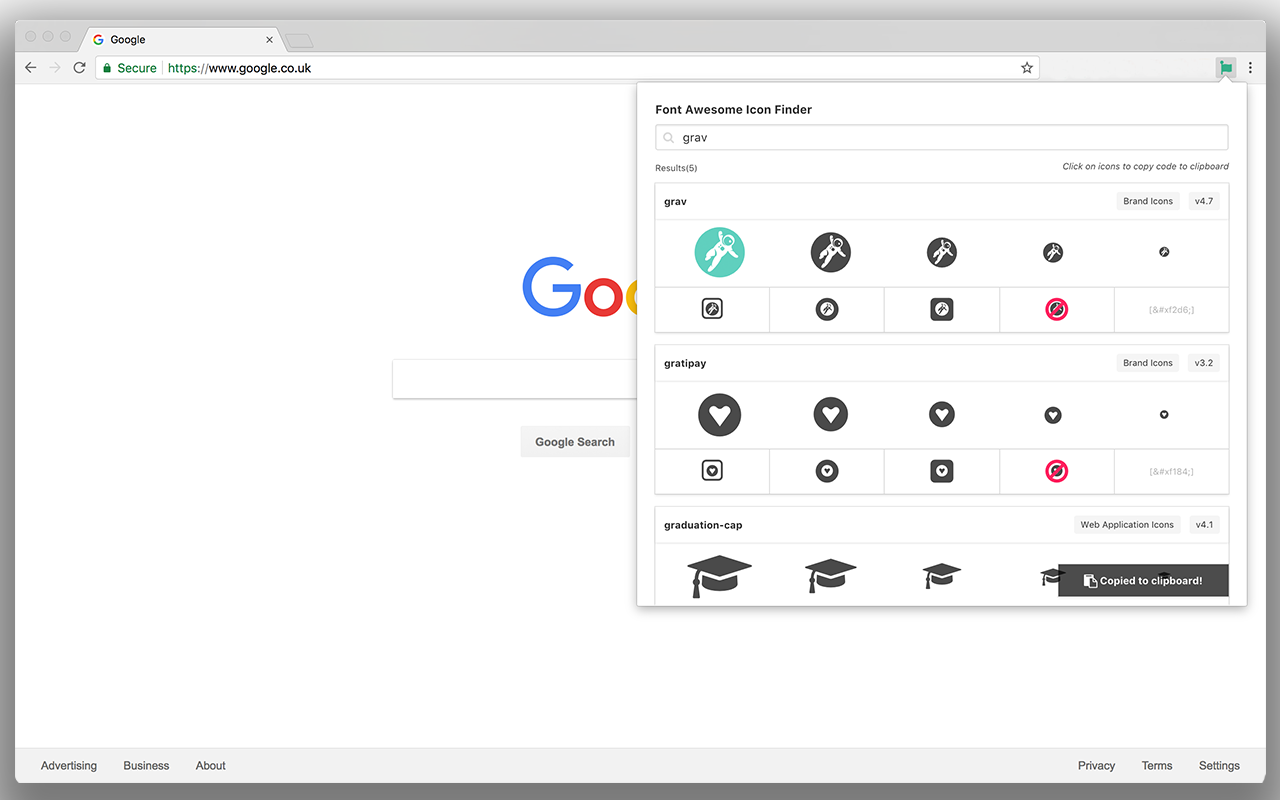 Google
Secure https://www.google.co.uk
Font Awesome Icon Finder
grav
Results(5)
Click on icons to copy code to clipboard
grav
Brand Icons
v4.7
[&#xf2d6;]
Goo
gratipay
Brand Icons
v3.2
Google Search
[&#xf184;]
graduation-cap
Web Application Icons
v4.1
Copied to clipboard!
Advertising
Business
About
Privacy
Terms
Settings